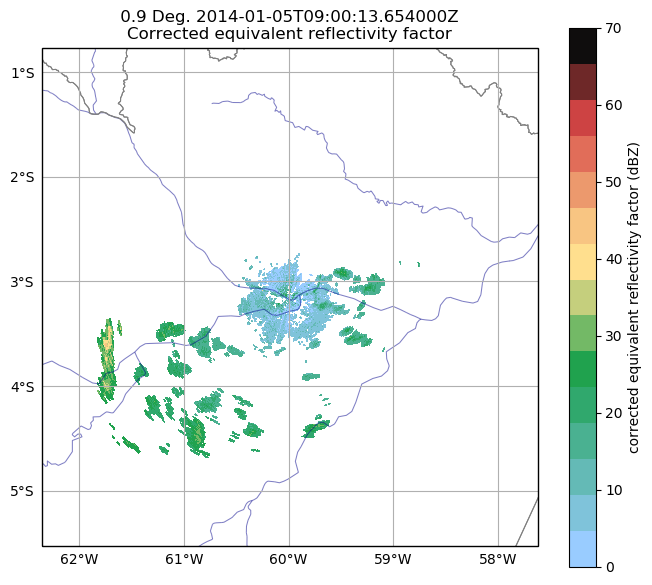 0.9 Deg. 2014-01-05T09:00:13.654000Z
Corrected equivalent reflectivity factor
1°S
2°S
3°S
4°S
5°S
62°W
61°W
60°W
59°W
58°W
70
60
50
40
30
20
10
0
corrected equivalent reflectivity factor (dBZ)